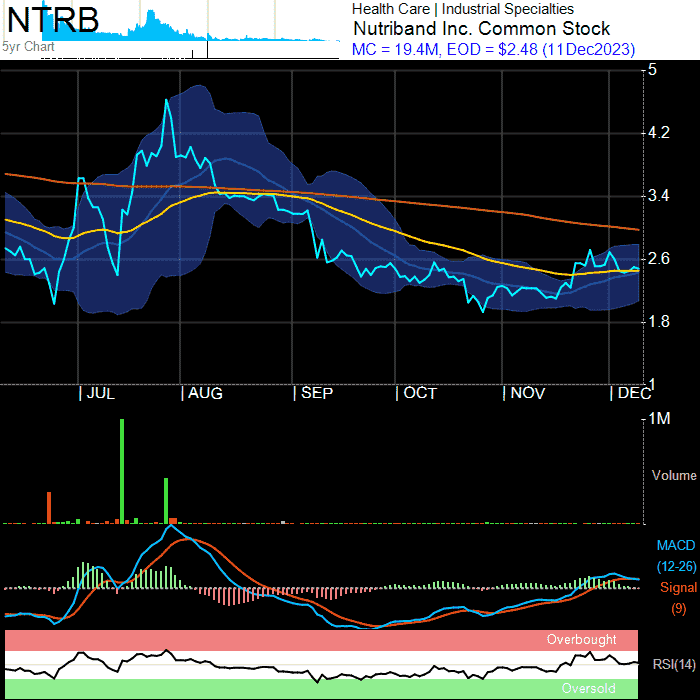 NTRB
5yr Chart
Health Care | Industrial Specialties
Nutriband Inc. Common Stock
MC = 19.4M, EOD = $2.48 (11Dec2023)
5
4.2
3.4
2.6
1.8
1
| JUL | AUG | SEP | OCT | NOV | DEC
1M
Volume
MACD
(12-26)
Signal
(9)
Overbought
RSI(14)
Oversold